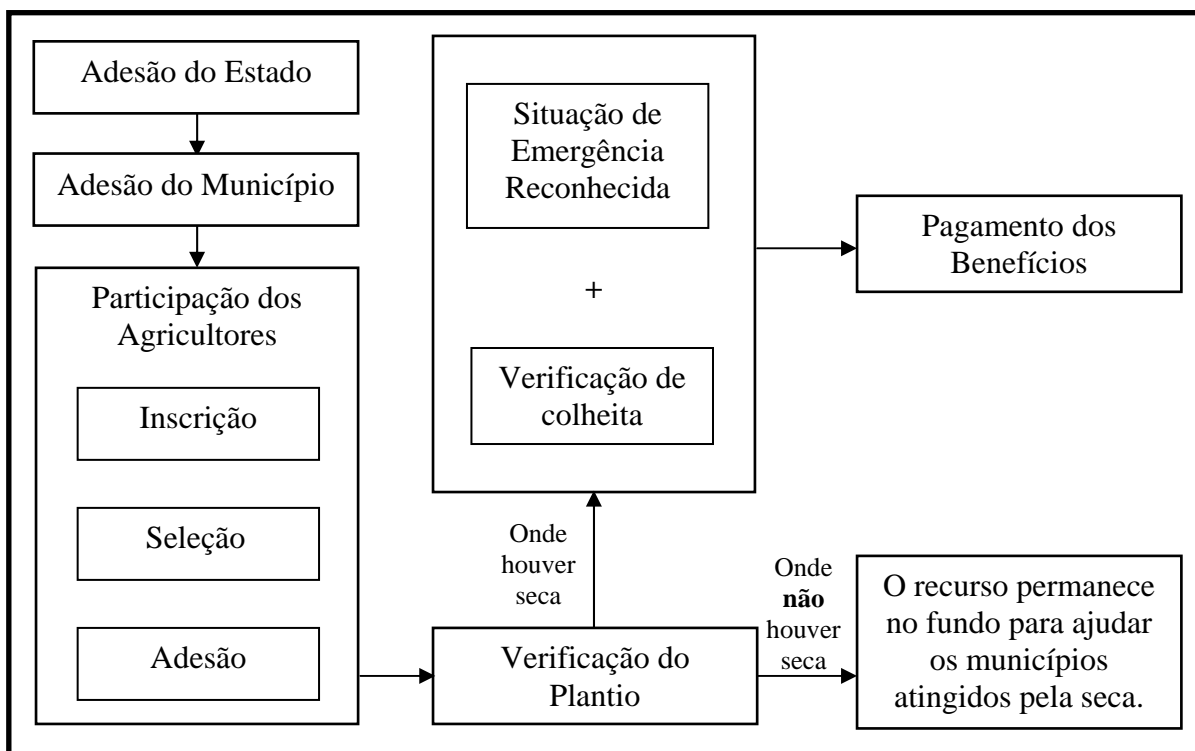 Adesão do Estado
Adesão do Município
Participação dos
Agricultores
Inscrição
Seleção
Adesão
Situação de
Emergência
Reconhecida
+
Verificação de
colheita
Onde
houver
seca
Verificação do
Plantio
Onde
não
houver
seca
Pagamento dos
Benefícios
O recurso permanece
no fundo para ajudar
os municípios
atingidos pela seca.